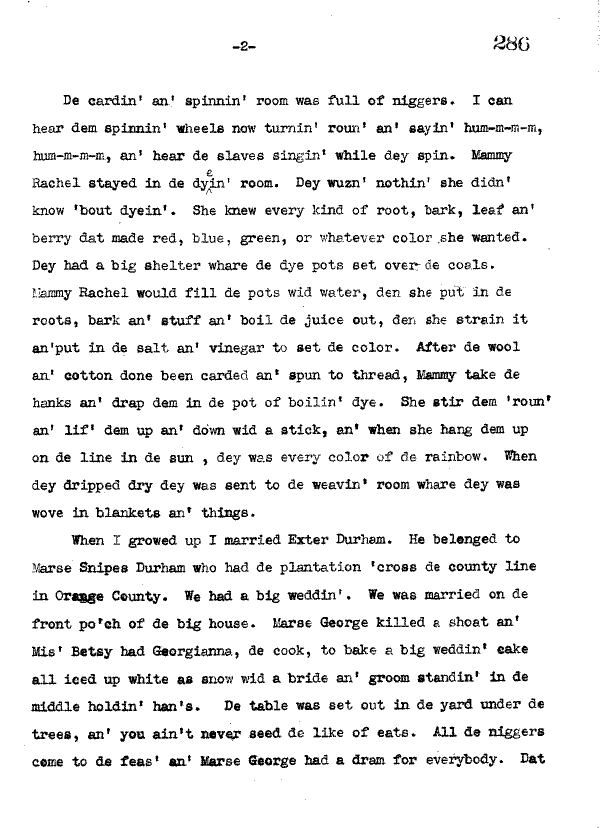 -2-
286
De cardin' an' spinnin' room was full of niggers. I can
hear dem spinnin' wheels now turnin' roun' an' sayin' hum-m-m-m,
hum-m-m-m, an' hear de slaves singin' while dey spin. Mammy
Rachel stayed in de dyein' room. Dey wuzn' nothin' she didn'
know 'bout dyein'. She knew every kind of root, bark, leaf an'
berry dat made red, blue, green, or whatever color she wanted.
Dey had a big shelter whare de dye pots set over de coals.
Mammy Rachel would fill de pots wid water, den she put in de
roots, bark an' stuff an' boil de juice out, den she strain it
an'put in de salt an' vinegar to set de color. After de wool
an' cotton done been carded an' spun to thread, Mammy take de
hanks an' drap dem in de pot of boilin' dye. She stir dem 'roun'
an' lif' dem up an' down wid a stick, an' when she hang dem up
on de line in de sun , dey was every color of de rainbow. When
dey dripped dry dey was sent to de weavin' room whare dey was
wove in blankets an' things.
When I growed up I married Exter Durham. He belonged to
Marse Snipes Durham who had de plantation 'cross de county line
in Orange County. We had a big weddin'. We was married on de
front po'ch of de big house. Marse George killed a shoat an'
Mis' Betsy had Georgianna, de cook, to bake a big weddin' cake
all iced up white as snow wid a bride an' groom standin' in de
middle holdin' han's. De table was set out in de yard under de
trees, an' you ain't never seed de like of eats. All de niggers
come to de feas' an' Marse George had a dram for everybody. Dat